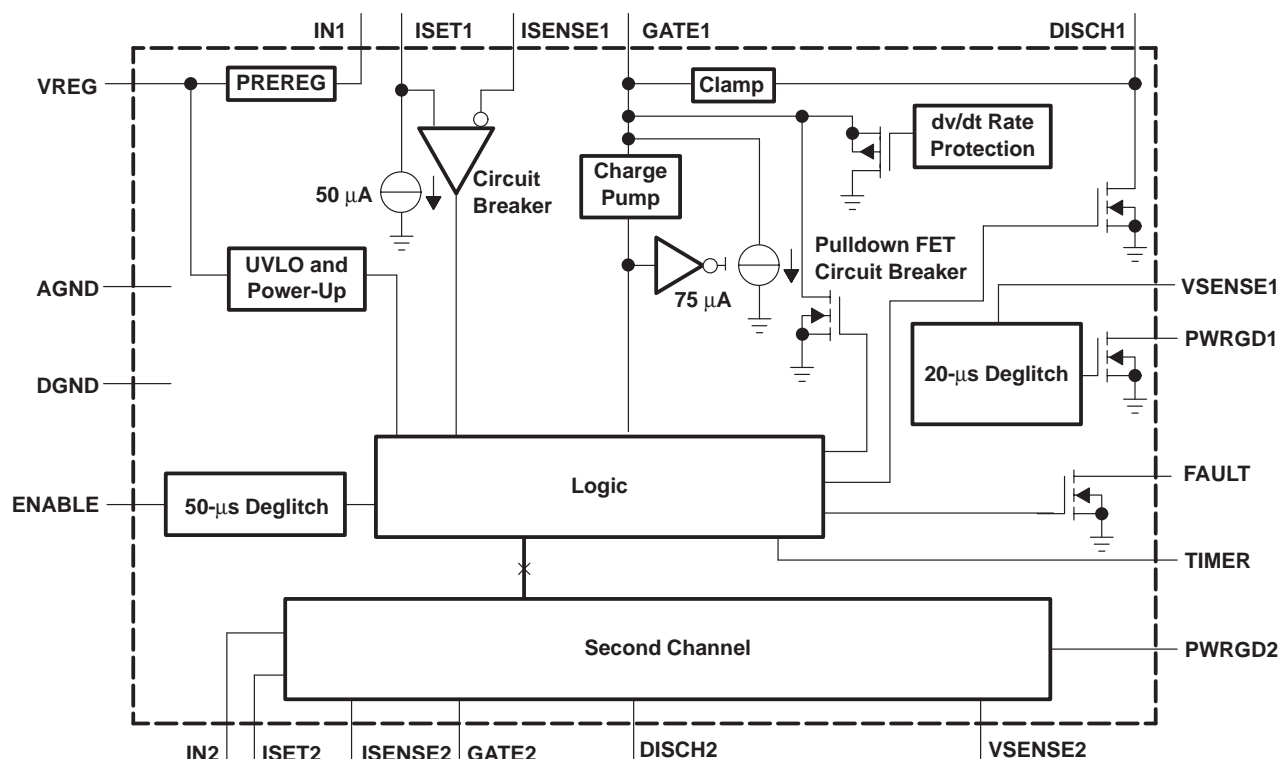 IN1
ISET1
ISENSE1
GATE1
DISCH1
VREG
PREREG
Clamp
dv/dt Rate
Protection
50 μA
Circuit
Breaker
Charge
Pump
UVLO and
Power-Up
75 μA
Pulldown FET
Circuit Breaker
AGND
VSENSE1
PWRGD1
20-μs Deglitch
DGND
Logic
FAULT
ENABLE
50-μs Deglitch
TIMER
Second Channel
PWRGD2
IN2
ISET2
ISENSE2
GATE2
DISCH2
VSENSE2